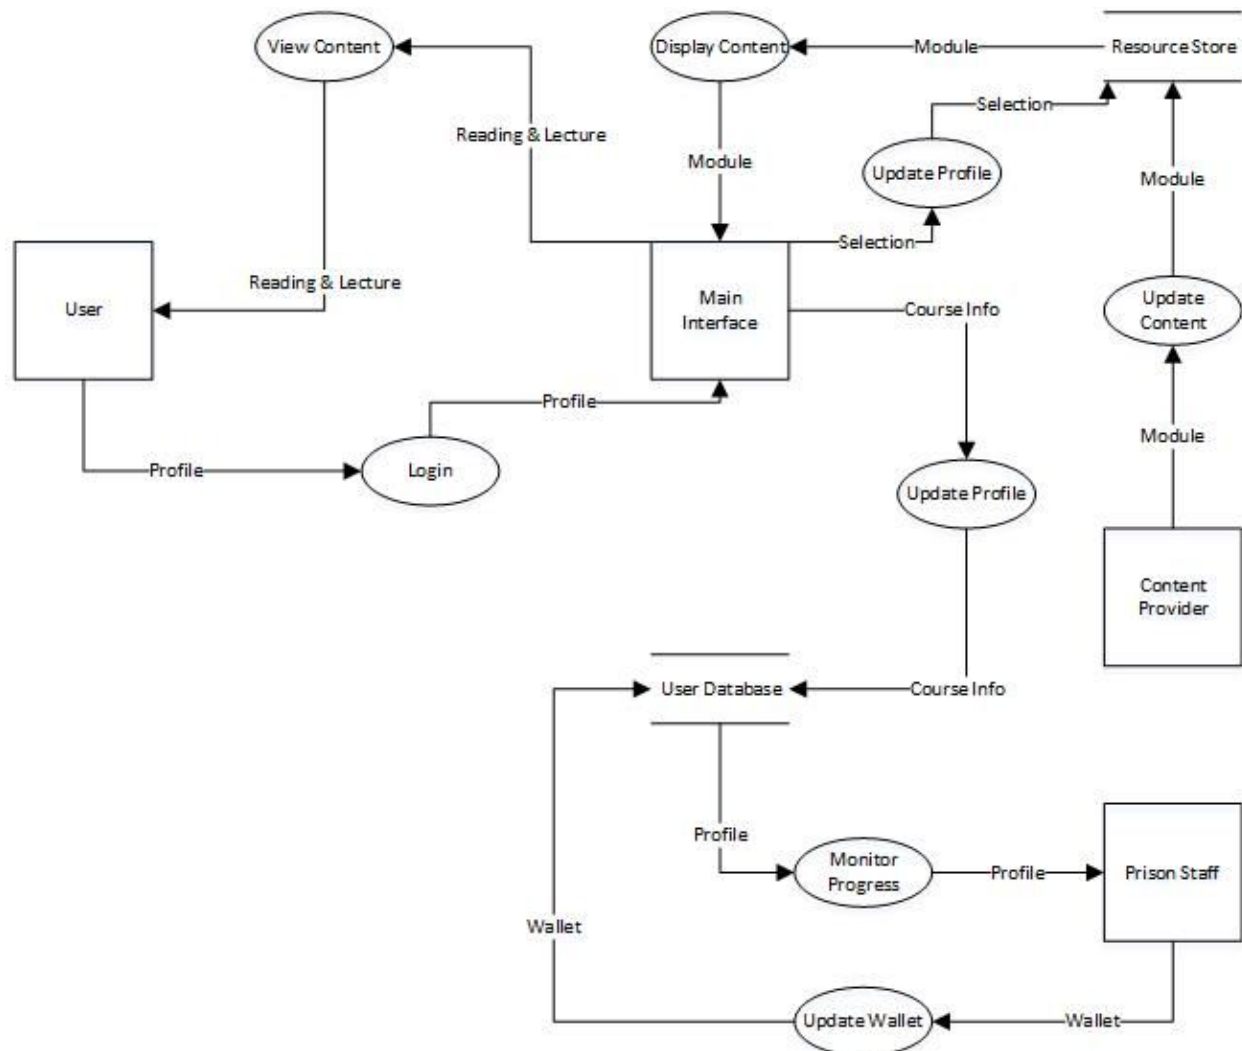 View Content
Display Content
Module
Resource Store
Selection
Reading & Lecture
Module
Update Profile
Module
Selection
Reading & Lecture
User
Main
Interface
Course Info
Update
Content
Profile
Module
Profile
Login
Update Profile
Content
Provider
User Database
Course Info
Profile
Monitor
Progress
Profile
Prison Staff
Wallet
Update Wallet
Wallet